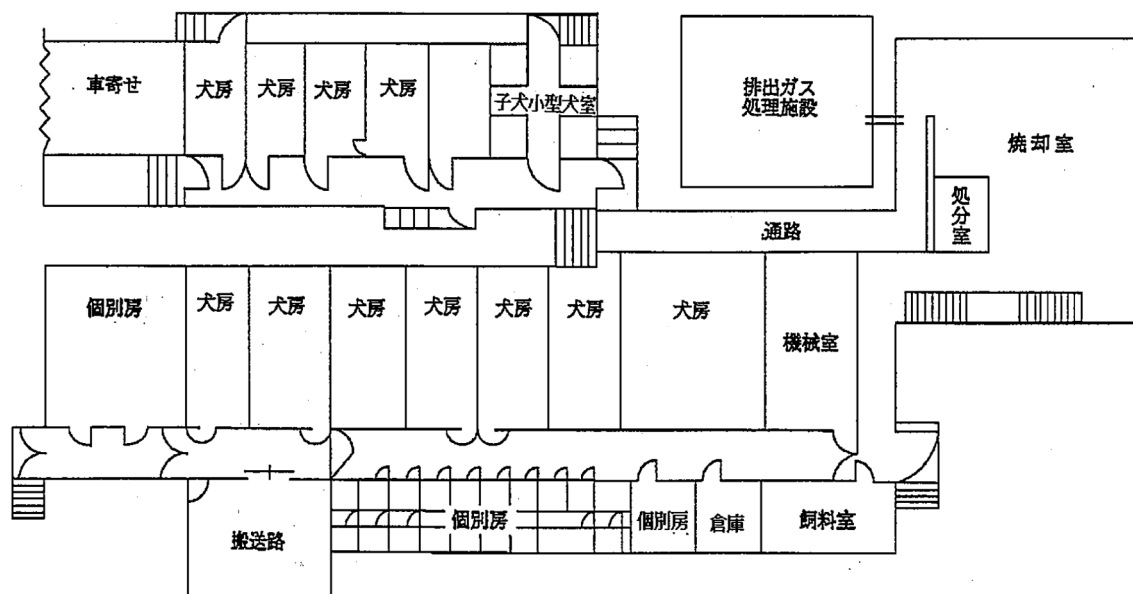 車寄せ
犬房
犬房
犬房
犬房
子犬小型犬室
排出ガス
処理施設
焼却室
処分室
通路
個別房
犬房
犬房
犬房
犬房
犬房
犬房
犬房
機械室
搬送路
個別房
個別房
倉庫
飼料室